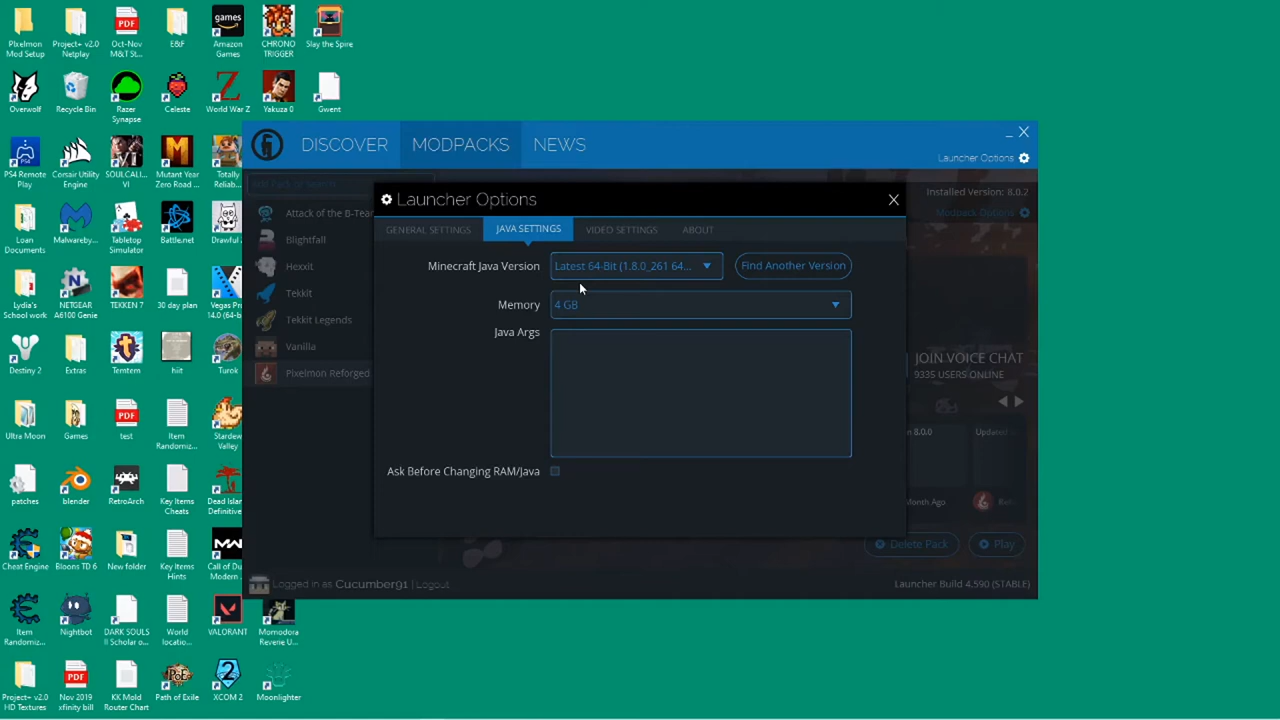 Pixelmon Mod Setup
Project+ v2.0 Netplay
PDF
Oct-Nov M&T St...
E&F
games
Amazon Games
CHRONO TRIGGER
Slay the Spire
Overwolf
Recycle Bin
Razer Synapse
Celeste
World War Z
Yakuza 0
Gwent
PS4 Remote Play
Corsair Utility Engine
SOULCALI... VI
Mutant Year Zero Road ...
Totally Reliab...
Loan Documents
Malwareby...
Tabletop Simulator
Battle.net
Drawful 2
Lydia's School work
NETGEAR A6100 Genie
TEKKEN 7
30 day plan
Vegas Pro 14.0 (64-b
Destiny 2
Extras
Temtem
hiit
Turok
Ultra Moon
Games
PDF
test
Item Randomiz...
Stardew Valley
patches
blender
RetroArch
Key Items Cheats
Dead Island Definitive
Cheat Engine
Bloons TD 6
New folder
Key Items Hints
Call of Du Modern
Item Randomiz...
Nightbot
DARK SOULS II Scholar o...
World locatio...
VALORANT
Momodora Reverie U...
Project+ v2.0 HD Textures
PDF
Nov 2019 xfinity bill
KK Mold Router Chart
Path of Exile
XCOM 2
Moonlighter
DISCOVER
MODPACKS
NEWS
Launcher Options
Installed Version: 8.0.2
Modpack Options
Attack of the B-Tea
Blightfall
Hexxit
Tekkit
Tekkit Legends
Vanilla
Pixelmon Reforged
Launcher Options
GENERAL SETTINGS
JAVA SETTINGS
VIDEO SETTINGS
ABOUT
Minecraft Java Version
Latest 64-Bit (1.8.0_261 64...
Find Another Version
Memory
4 GB
Java Args
Ask Before Changing RAM/Java
JOIN VOICE CHAT
9335 USERS ONLINE
8.0.0
Updated
Month Ago
Delete Pack
Play
Logged in as Cucumber91 | Logout
Launcher Build 4.590 (STABLE)